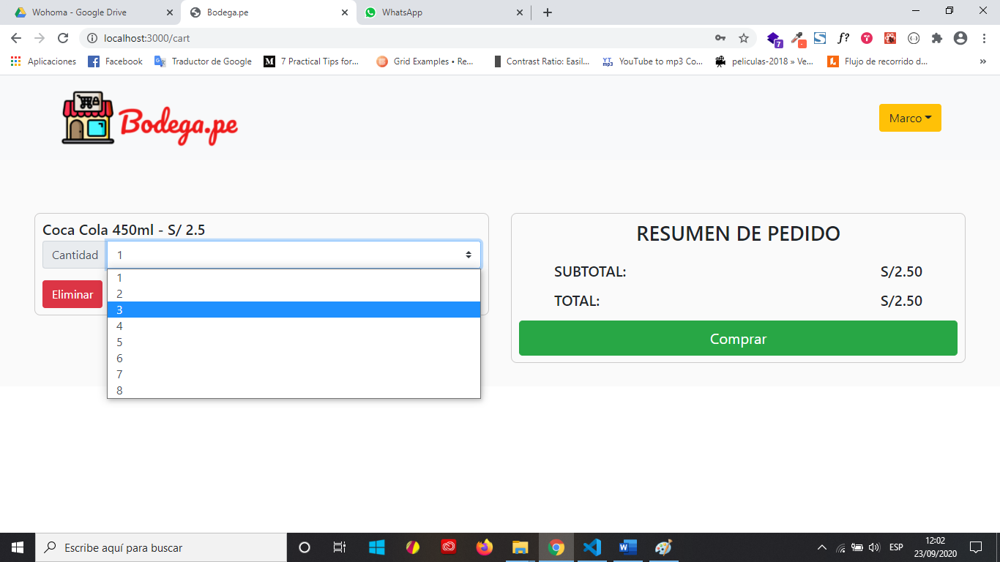 Wohoma - Google Drive
Bodega.pe
WhatsApp
localhost:3000/cart
f?
7
Aplicaciones
Facebook
Traductor de Google
M 7 Practical Tips for...
Grid Examples • Re...
Contrast Ratio: Easil...
YT mp3 YouTube to mp3 Co...
peliculas-2018 » Ve...
Flujo de recorrido d...
»
Bodega.pe
Marco
Coca Cola 450ml - S/ 2.5
Cantidad
1
1
2
3
4
5
6
7
8
Eliminar
RESUMEN DE PEDIDO
SUBTOTAL: S/2.50
TOTAL: S/2.50
Comprar
Escribe aquí para buscar
ESP
12:02
23/09/2020